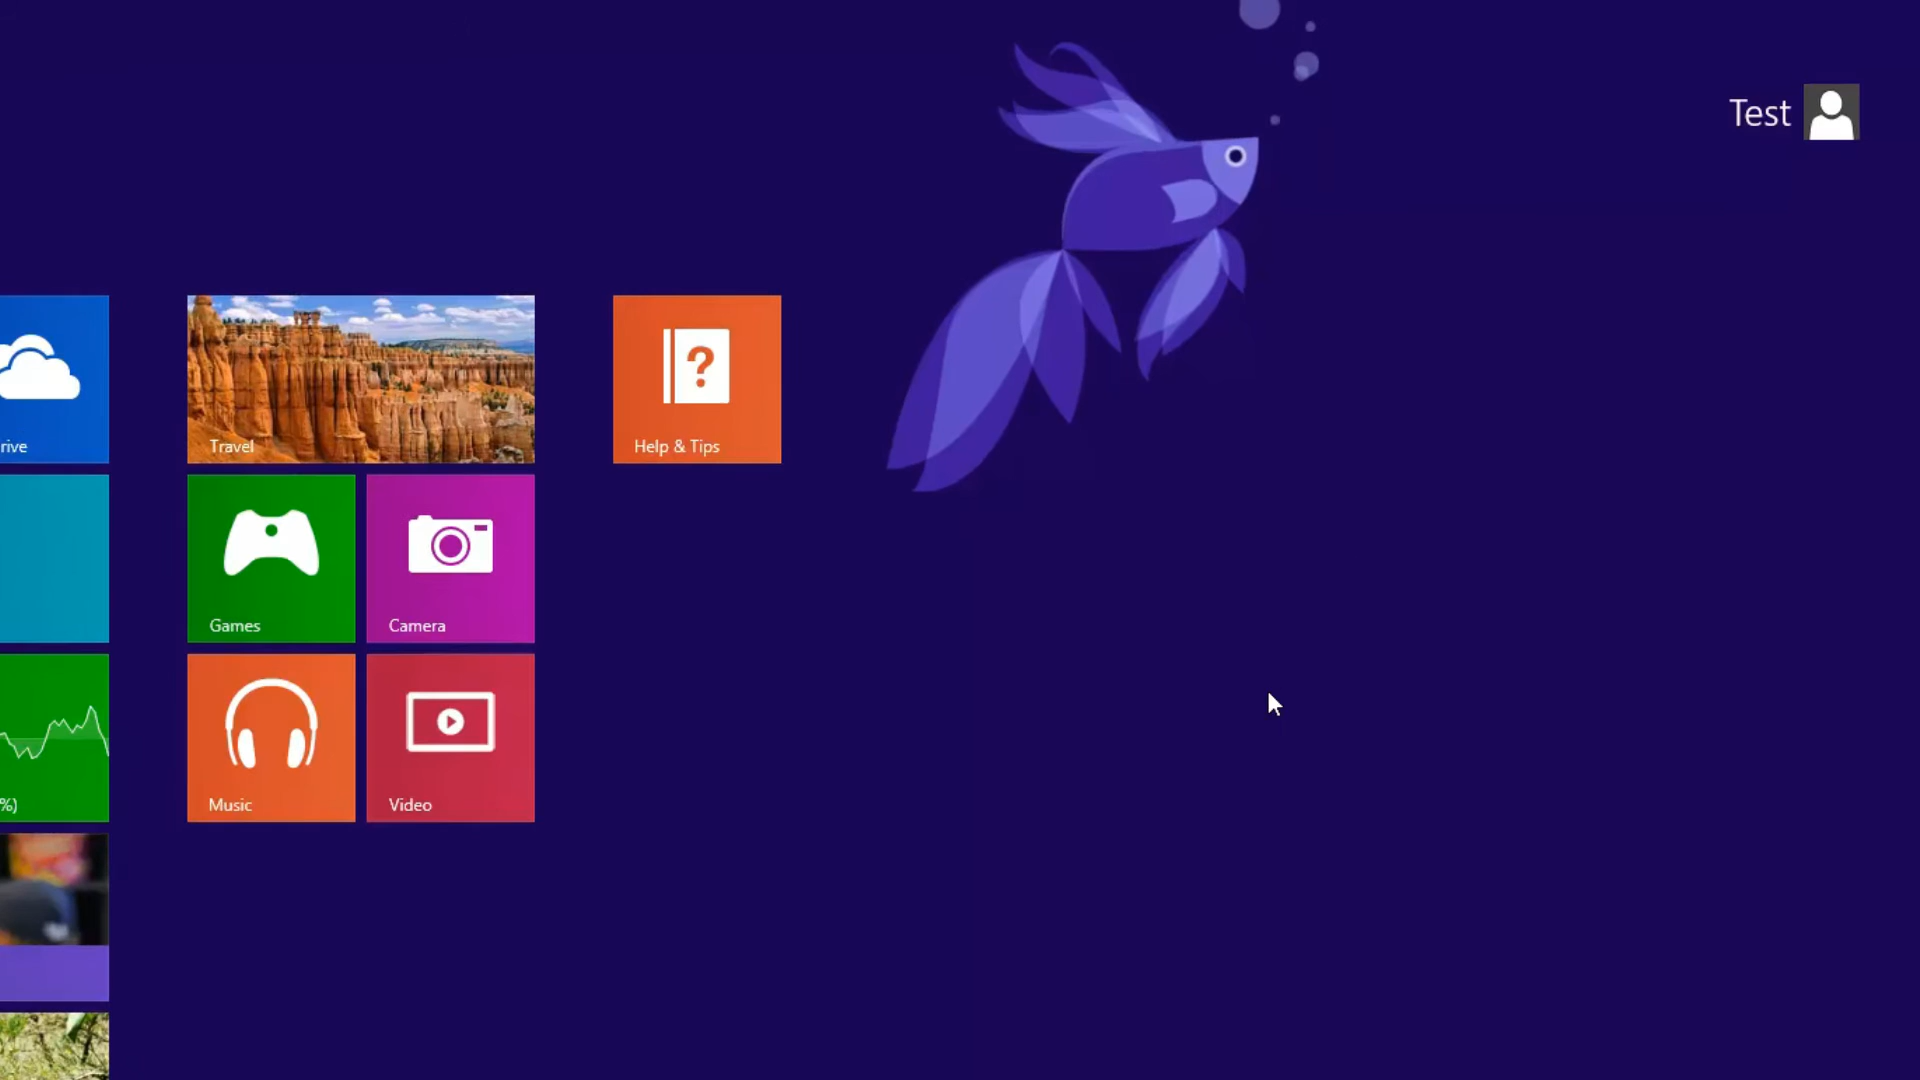 Test
rive
Travel
Help & Tips
?
Games
Camera
%)
Music
Video